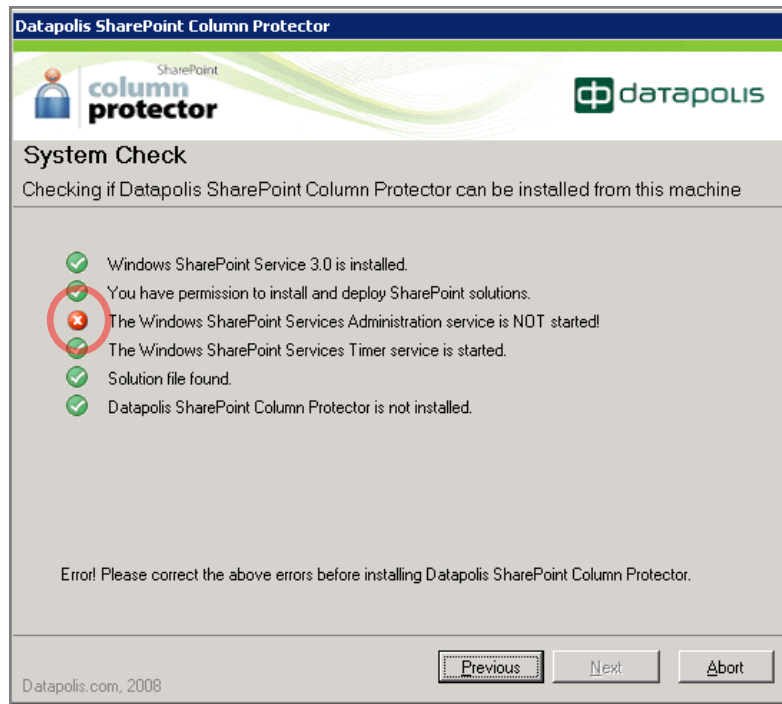 Datapolis SharePoint Column Protector
SharePoint
column
protector
datapolis
System Check
Checking if Datapolis SharePoint Column Protector can be installed from this machine
Windows SharePoint Service 3.0 is installed.
You have permission to install and deploy SharePoint solutions.
The Windows SharePoint Services Administration service is NOT started!
The Windows SharePoint Services Timer service is started.
Solution file found.
Datapolis SharePoint Column Protector is not installed.
Error! Please correct the above errors before installing Datapolis SharePoint Column Protector.
Previous Next Abort
Datapolis.com, 2008